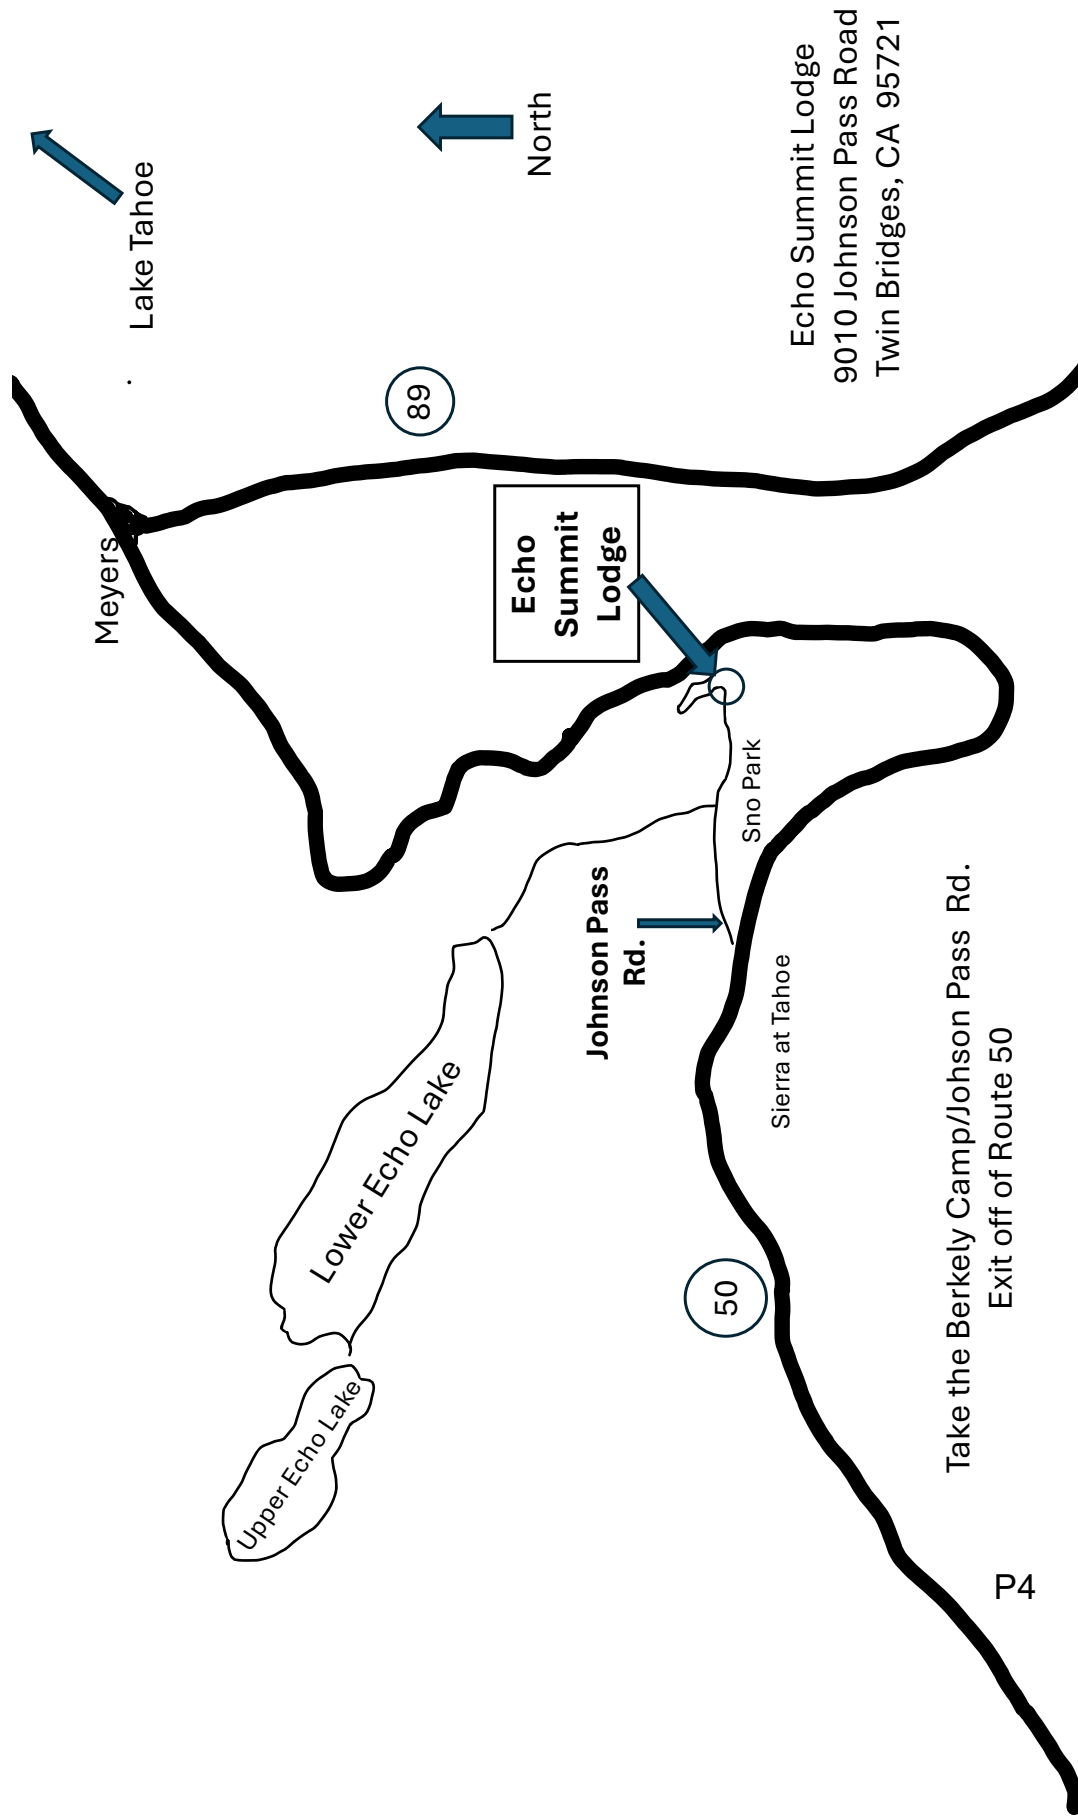 Lake Tahoe
North
Meyers
89
Echo
Summit
Lodge
Echo Summit Lodge
9010 Johnson Pass Road
Twin Bridges, CA 95721
Upper Echo Lake
Lower Echo Lake
Johnson Pass
Rd.
Sno Park
Sierra at Tahoe
50
Take the Berkely Camp/Johson Pass Rd.
Exit off of Route 50
P4